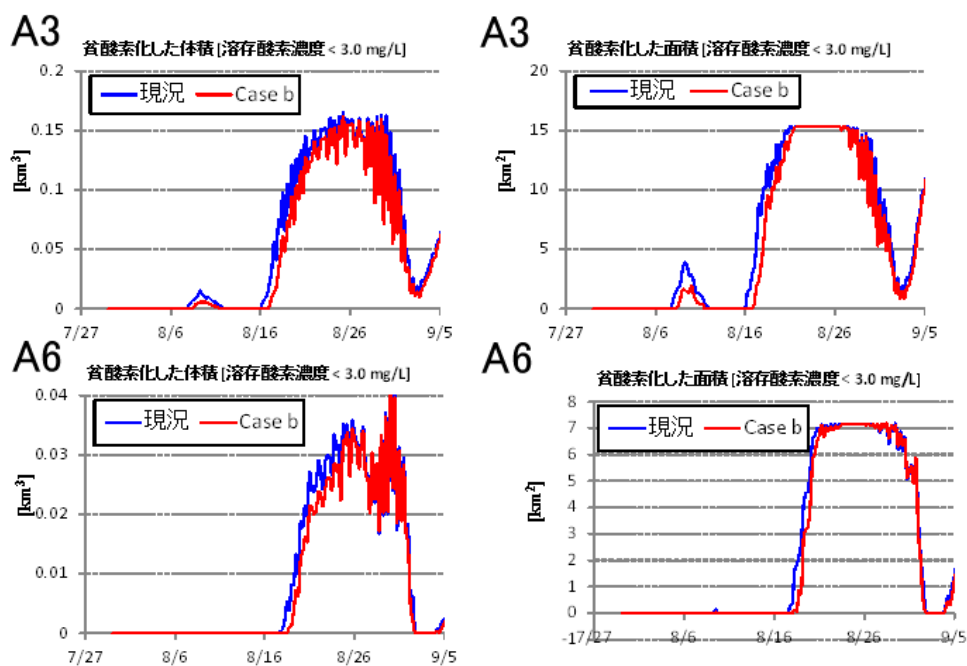 A3
貧酸素化した体積 [溶存酸素濃度 < 3.0 mg/L]
0.2
0.15
0.1
0.05
0
[km³]
現況
Case b
7/27
8/6
8/16
8/26
9/5
A3
貧酸素化した面積 [溶存酸素濃度 < 3.0 mg/L]
20
15
10
5
0
[km²]
現況
Case b
7/27
8/6
8/16
8/26
9/5
A6
貧酸素化した体積 [溶存酸素濃度 < 3.0 mg/L]
0.04
0.03
0.02
0.01
0
[km³]
現況
Case b
7/27
8/6
8/16
8/26
9/5
A6
貧酸素化した面積 [溶存酸素濃度 < 3.0 mg/L]
8
7
6
5
4
3
2
1
0
-1
[km²]
現況
Case b
7/27
8/6
8/16
8/26
9/5